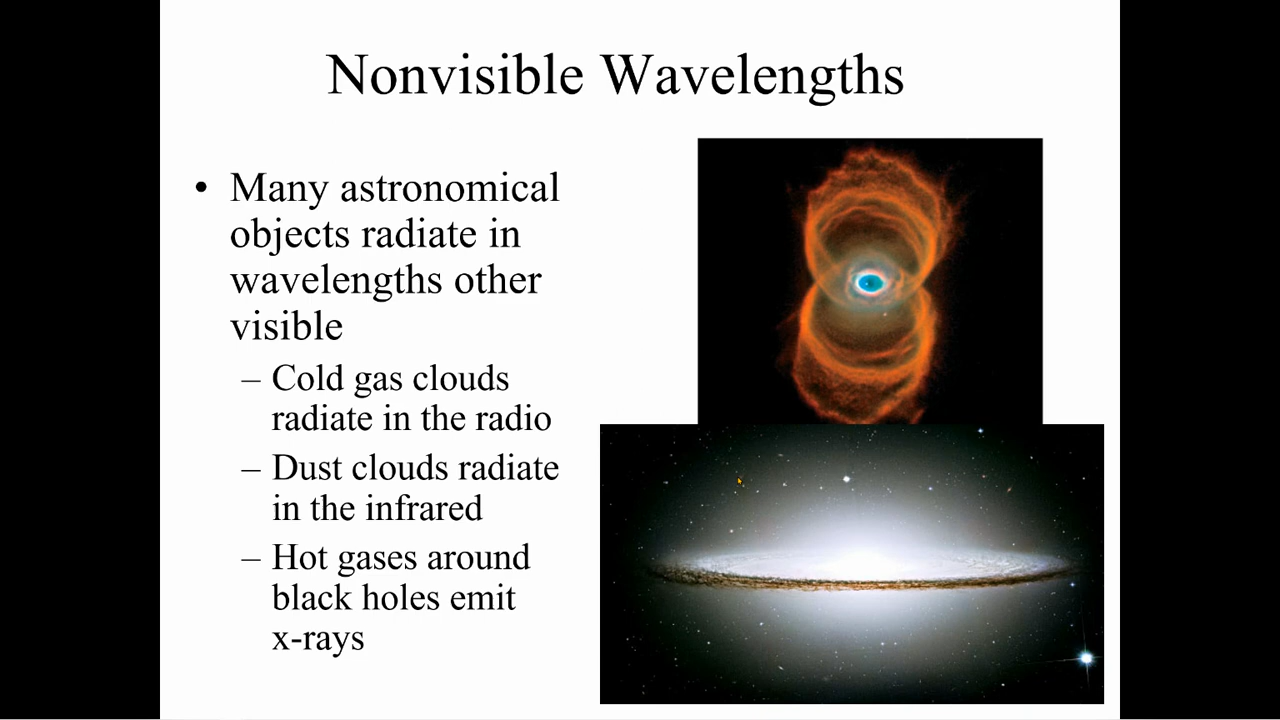 Nonvisible Wavelengths
• Many astronomical
objects radiate in
wavelengths other
visible
– Cold gas clouds
radiate in the radio
– Dust clouds radiate
in the infrared
– Hot gases around
black holes emit
x-rays